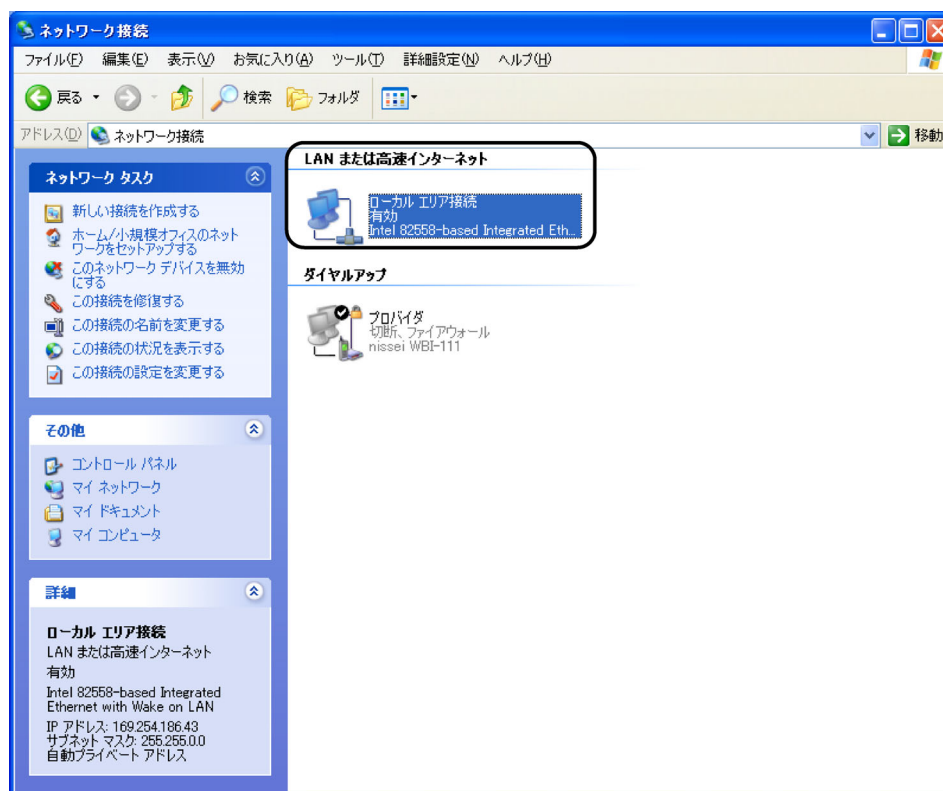 ネットワーク接続
ファイル(F) 編集(E) 表示(V) お気に入り(A) ツール(T) 詳細設定(N) ヘルプ(H)
戻る 検索 フォルダ
アドレス(D) ネットワーク接続 移動
ネットワーク タスク
新しい接続を作成する
ホーム/小規模オフィスのネット
ワークをセットアップする
このネットワーク デバイスを無効
にする
この接続を修復する
この接続の名前を変更する
この接続の状況を表示する
この接続の設定を変更する
その他
コントロール パネル
マイ ネットワーク
マイ ドキュメント
マイ コンピュータ
詳細
ローカル エリア接続
LAN または高速インターネット
有効
Intel 82558-based Integrated
Ethernet with Wake on LAN
IP アドレス: 169.254.186.43
サブネット マスク: 255.255.0.0
自動プライベート アドレス
LAN または高速インターネット
ローカル エリア接続
有効
Intel 82558-based Integrated Eth...
ダイヤルアップ
プロバイダ
切断、ファイアウォール
nissei WBI-111